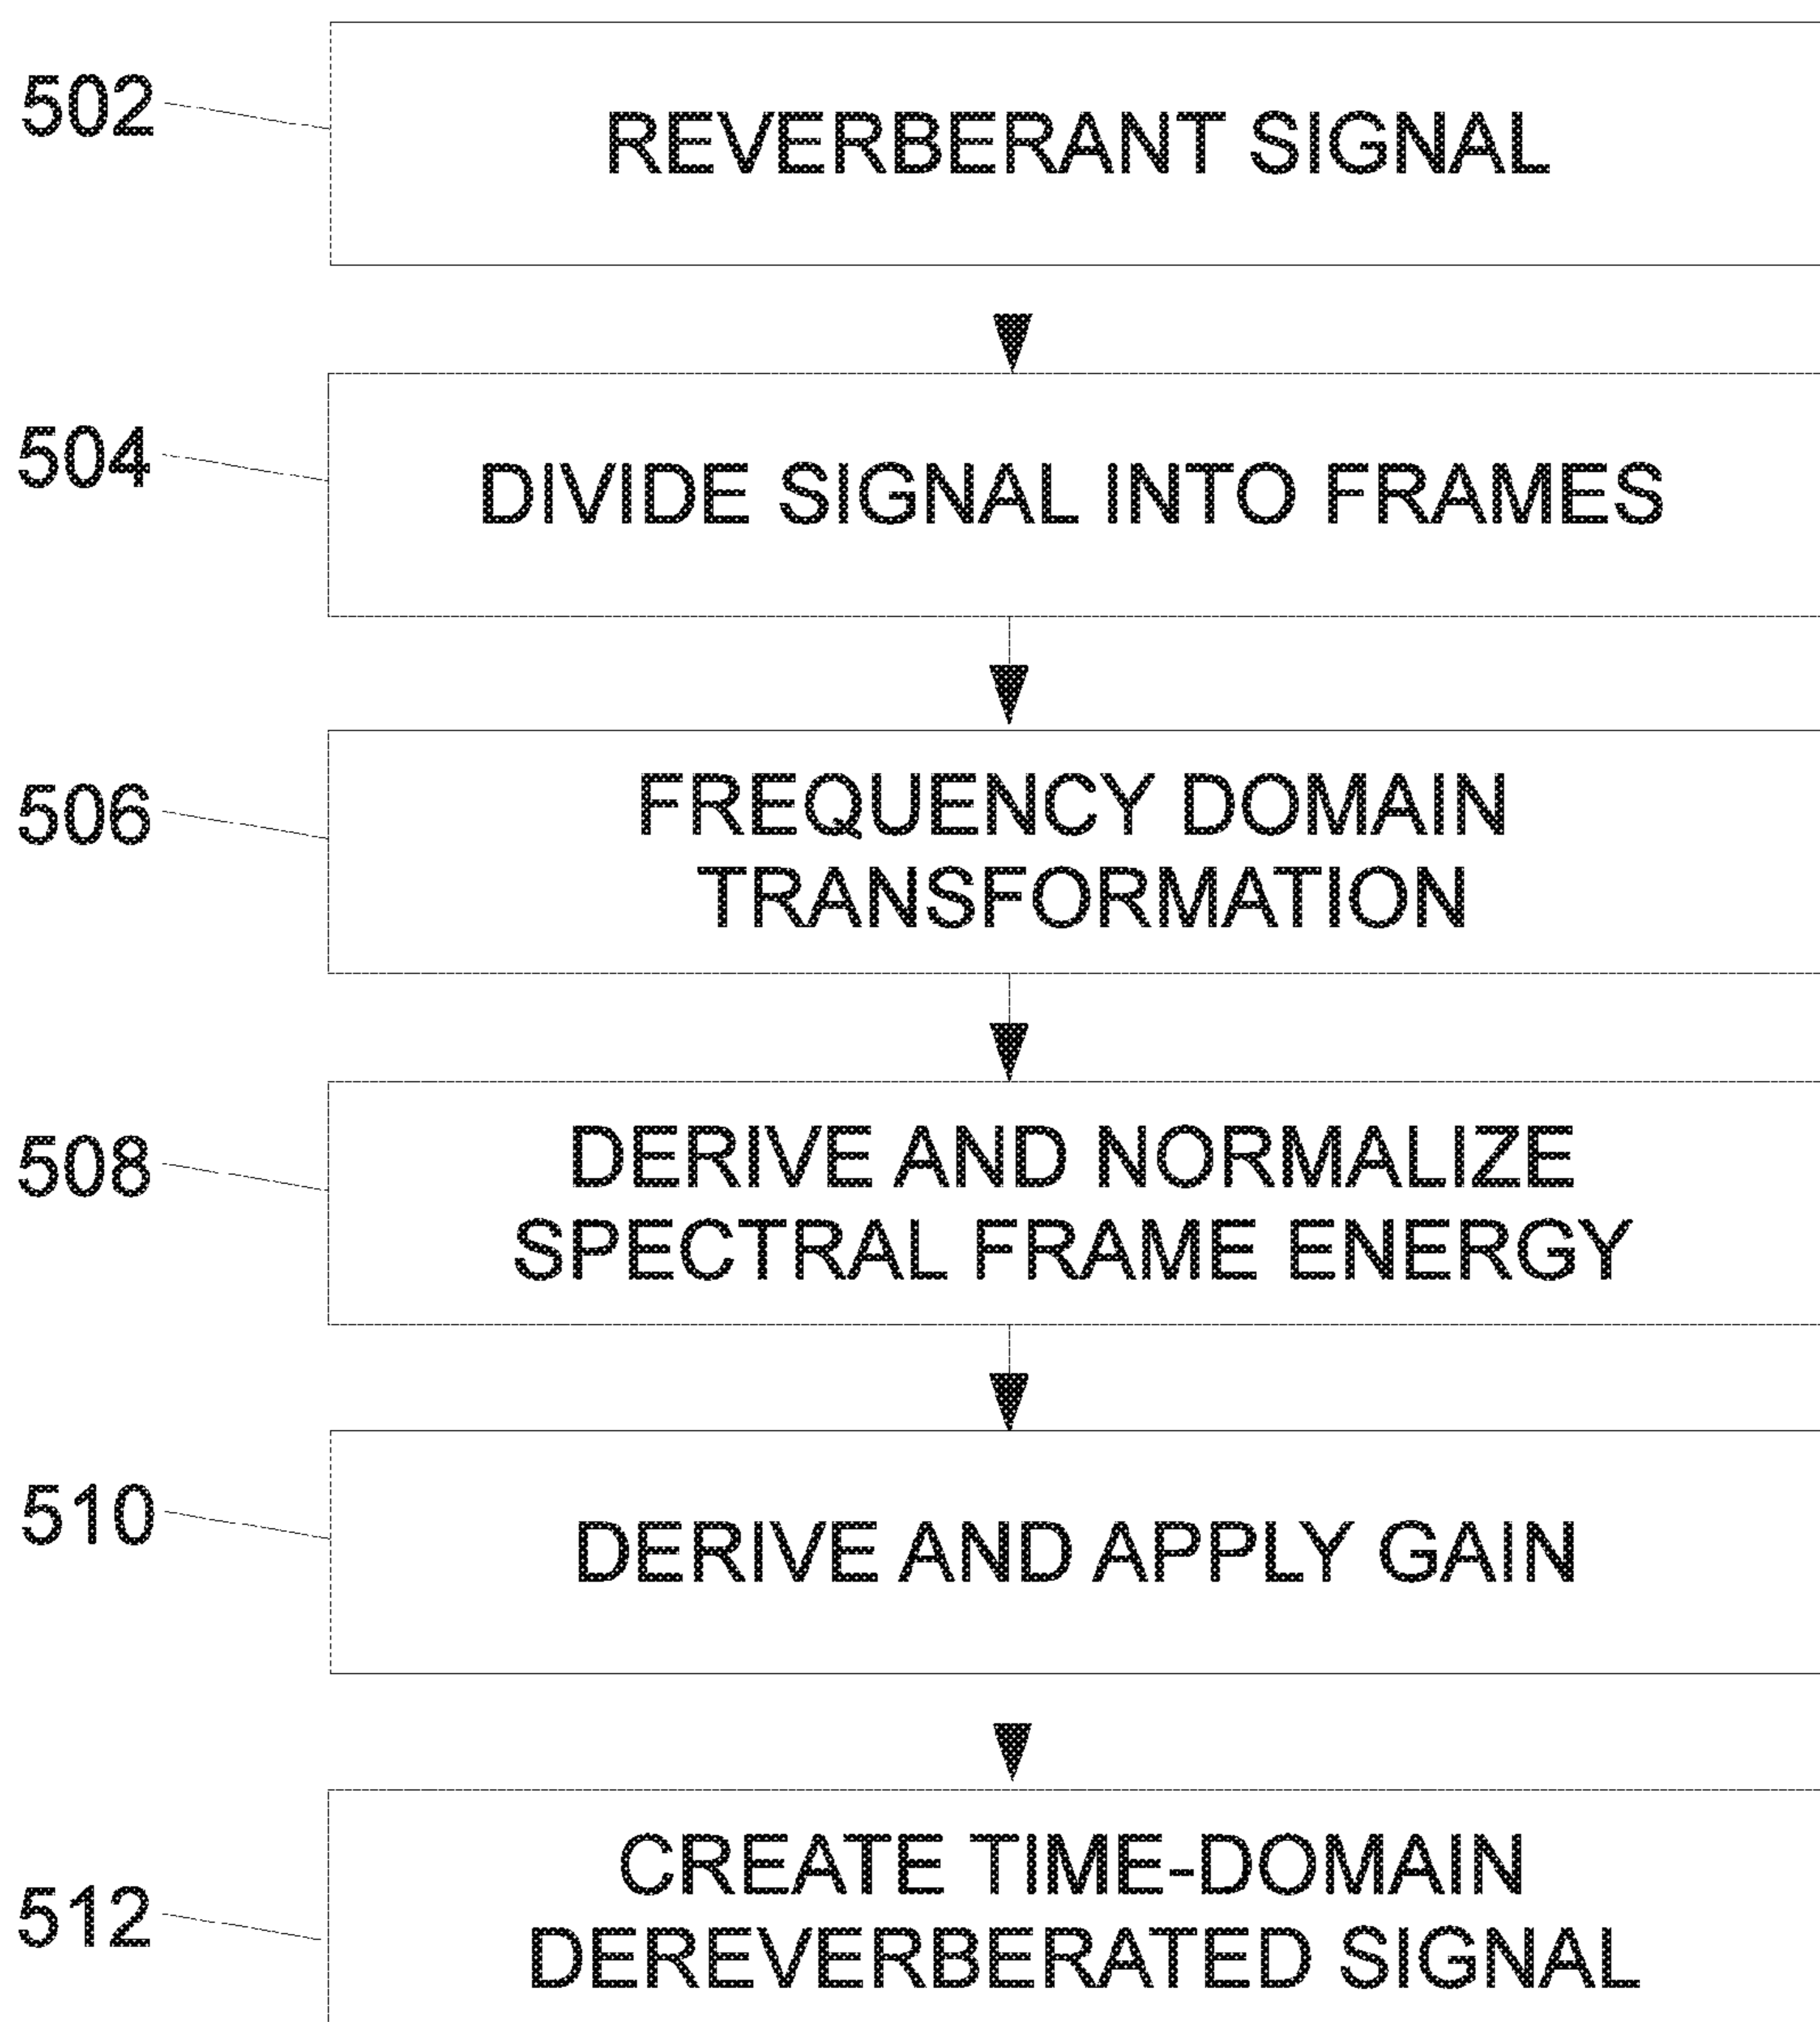 502
REVERBERANT SIGNAL
504
DIVIDE SIGNAL INTO FRAMES
506
FREQUENCY DOMAIN
TRANSFORMATION
508
DERIVE AND NORMALIZE
SPECTRAL FRAME ENERGY
510
DERIVE AND APPLY GAIN
512
CREATE TIME-DOMAIN
DEREVERBERATED SIGNAL